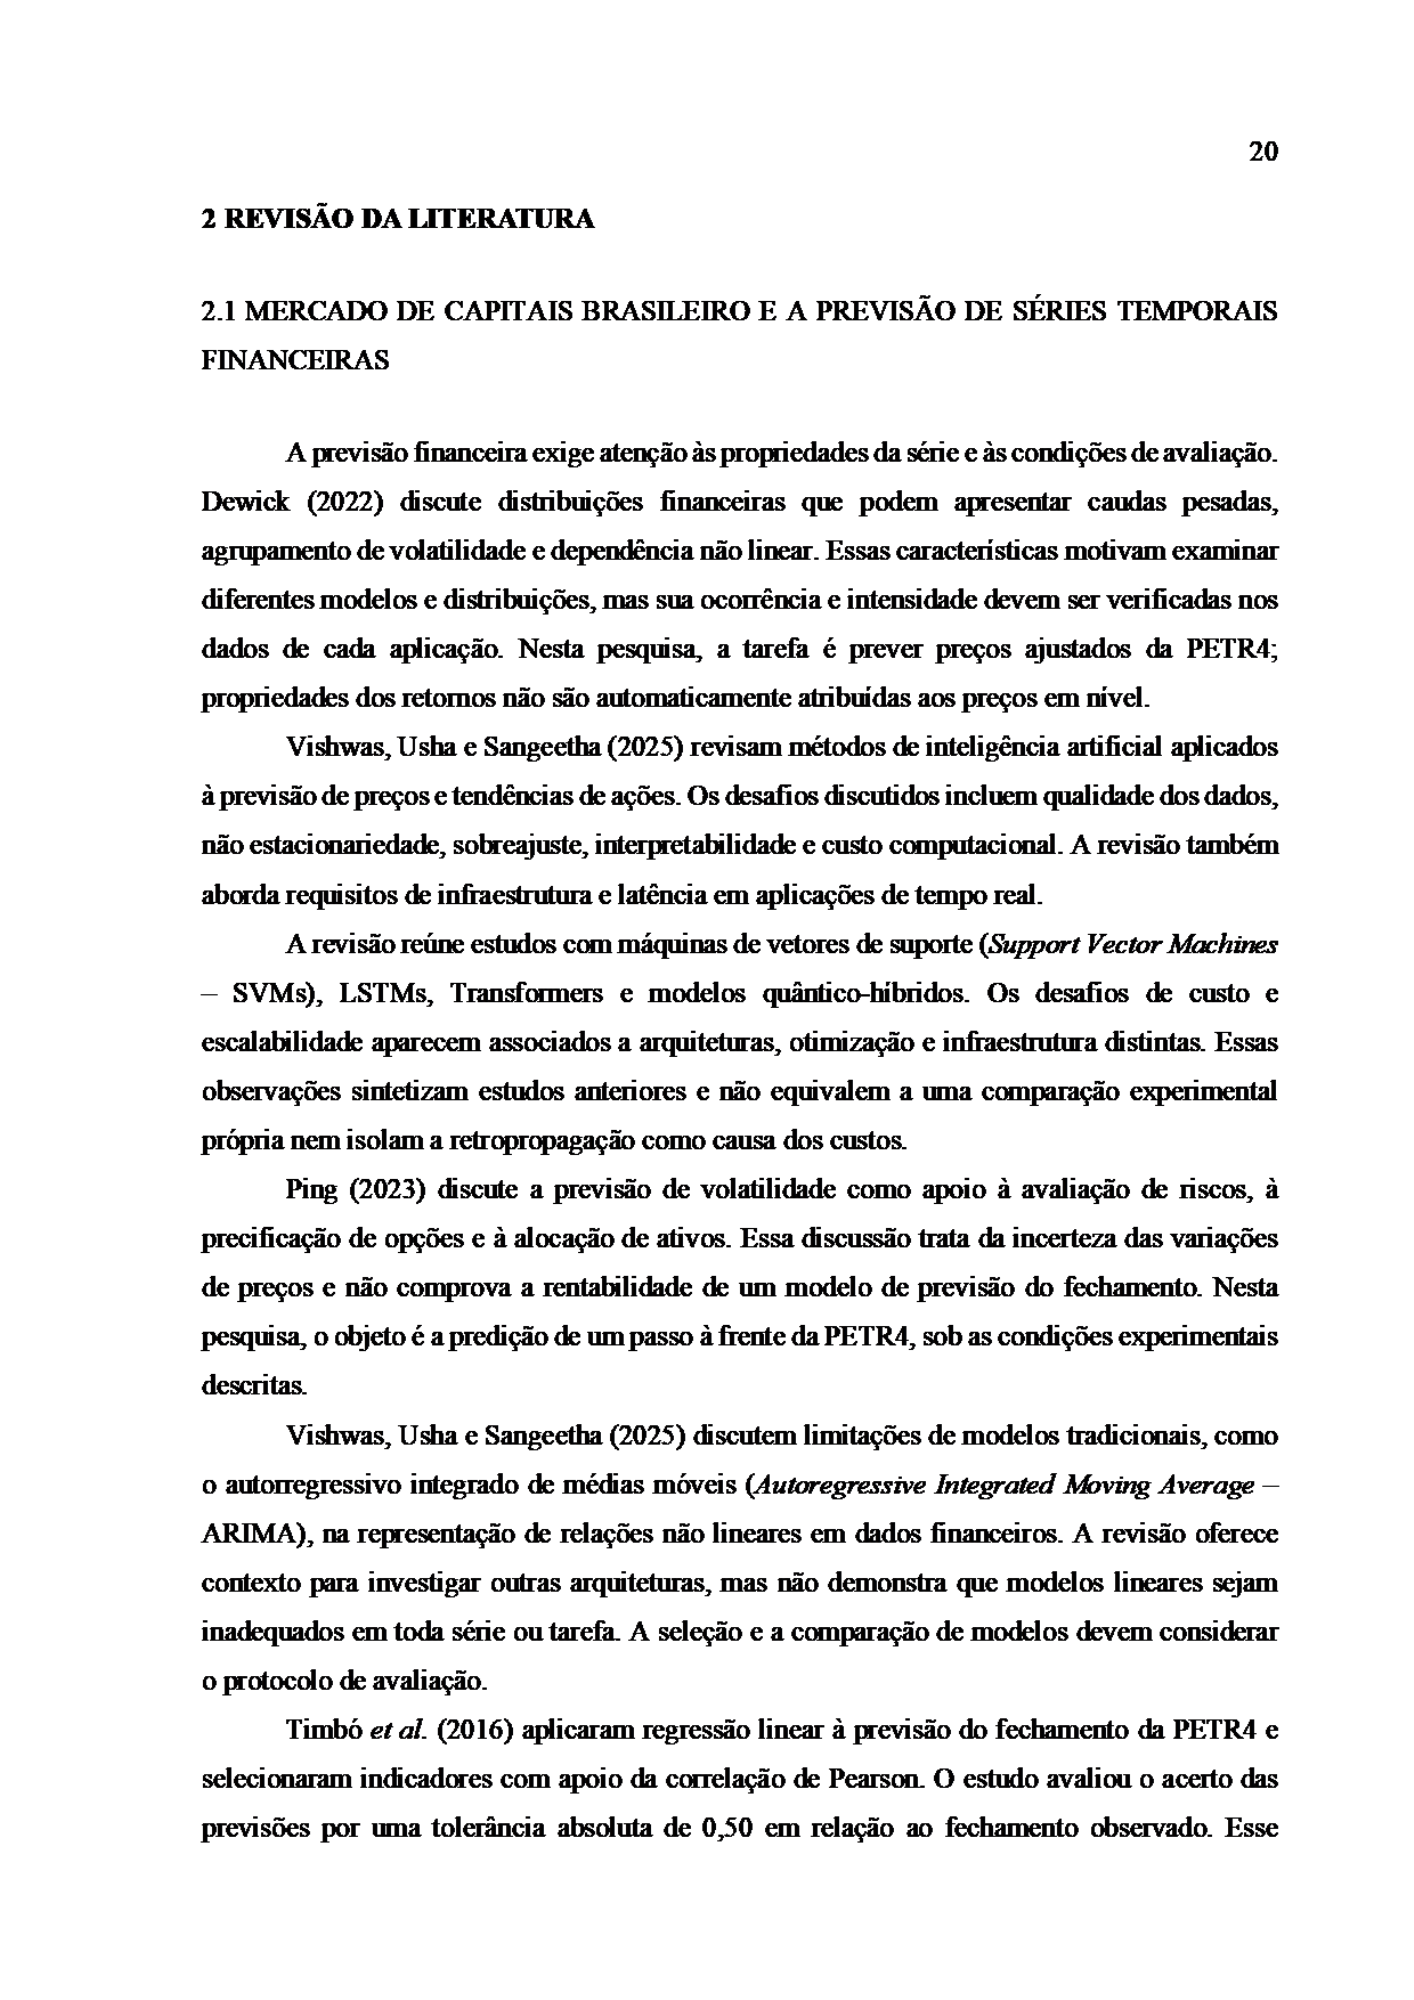 20
2 REVISÃO DA LITERATURA
2.1 MERCADO DE CAPITAIS BRASILEIRO E A PREVISÃO DE SÉRIES TEMPORAIS
FINANCEIRAS
A previsão financeira exige atenção às propriedades da série e às condições de avaliação.
Dewick (2022) discute distribuições financeiras que podem apresentar caudas pesadas,
agrupamento de volatilidade e dependência não linear. Essas características motivam examinar
diferentes modelos e distribuições, mas sua ocorrência e intensidade devem ser verificadas nos
dados de cada aplicação. Nesta pesquisa, a tarefa é prever preços ajustados da PETR4;
propriedades dos retornos não são automaticamente atribuídas aos preços em nível.
Vishwas, Usha e Sangeetha (2025) revisam métodos de inteligência artificial aplicados
à previsão de preços e tendências de ações. Os desafios discutidos incluem qualidade dos dados,
não estacionariedade, sobreajuste, interpretabilidade e custo computacional. A revisão também
aborda requisitos de infraestrutura e latência em aplicações de tempo real.
A revisão reúne estudos com máquinas de vetores de suporte (Support Vector Machines
– SVMs), LSTMs, Transformers e modelos quântico-híbridos. Os desafios de custo e
escalabilidade aparecem associados a arquiteturas, otimização e infraestrutura distintas. Essas
observações sintetizam estudos anteriores e não equivalem a uma comparação experimental
própria nem isolam a retropropagação como causa dos custos.
Ping (2023) discute a previsão de volatilidade como apoio à avaliação de riscos, à
precificação de opções e à alocação de ativos. Essa discussão trata da incerteza das variações
de preços e não comprova a rentabilidade de um modelo de previsão do fechamento. Nesta
pesquisa, o objeto é a predição de um passo à frente da PETR4, sob as condições experimentais
descritas.
Vishwas, Usha e Sangeetha (2025) discutem limitações de modelos tradicionais, como
o autorregressivo integrado de médias móveis (Autoregressive Integrated Moving Average –
ARIMA), na representação de relações não lineares em dados financeiros. A revisão oferece
contexto para investigar outras arquiteturas, mas não demonstra que modelos lineares sejam
inadequados em toda série ou tarefa. A seleção e a comparação de modelos devem considerar
o protocolo de avaliação.
Timbó et al. (2016) aplicaram regressão linear à previsão do fechamento da PETR4 e
selecionaram indicadores com apoio da correlação de Pearson. O estudo avaliou o acerto das
previsões por uma tolerância absoluta de 0,50 em relação ao fechamento observado. Esse